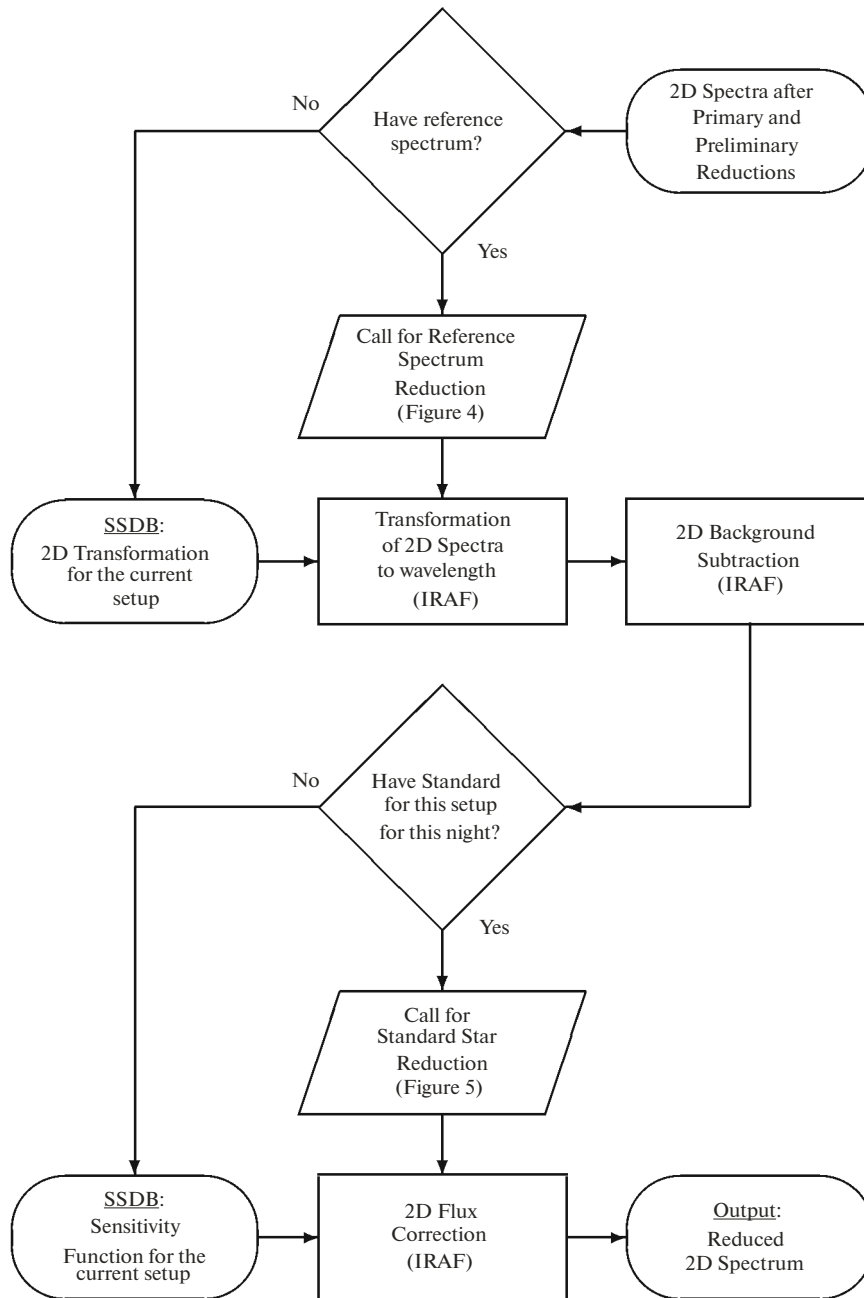 2D Spectra after
Primary and
Preliminary
Reductions
Have reference
spectrum?
No
Yes
Call for Reference
Spectrum
Reduction
(Figure 4)
SSDB:
2D Transformation
for the current
setup
Transformation
of 2D Spectra
to wavelength
(IRAF)
2D Background
Subtraction
(IRAF)
Have Standard
for this setup
for this night?
No
Yes
Call for
Standard Star
Reduction
(Figure 5)
SSDB:
Sensitivity
Function for the
current setup
2D Flux
Correction
(IRAF)
Output:
Reduced
2D Spectrum